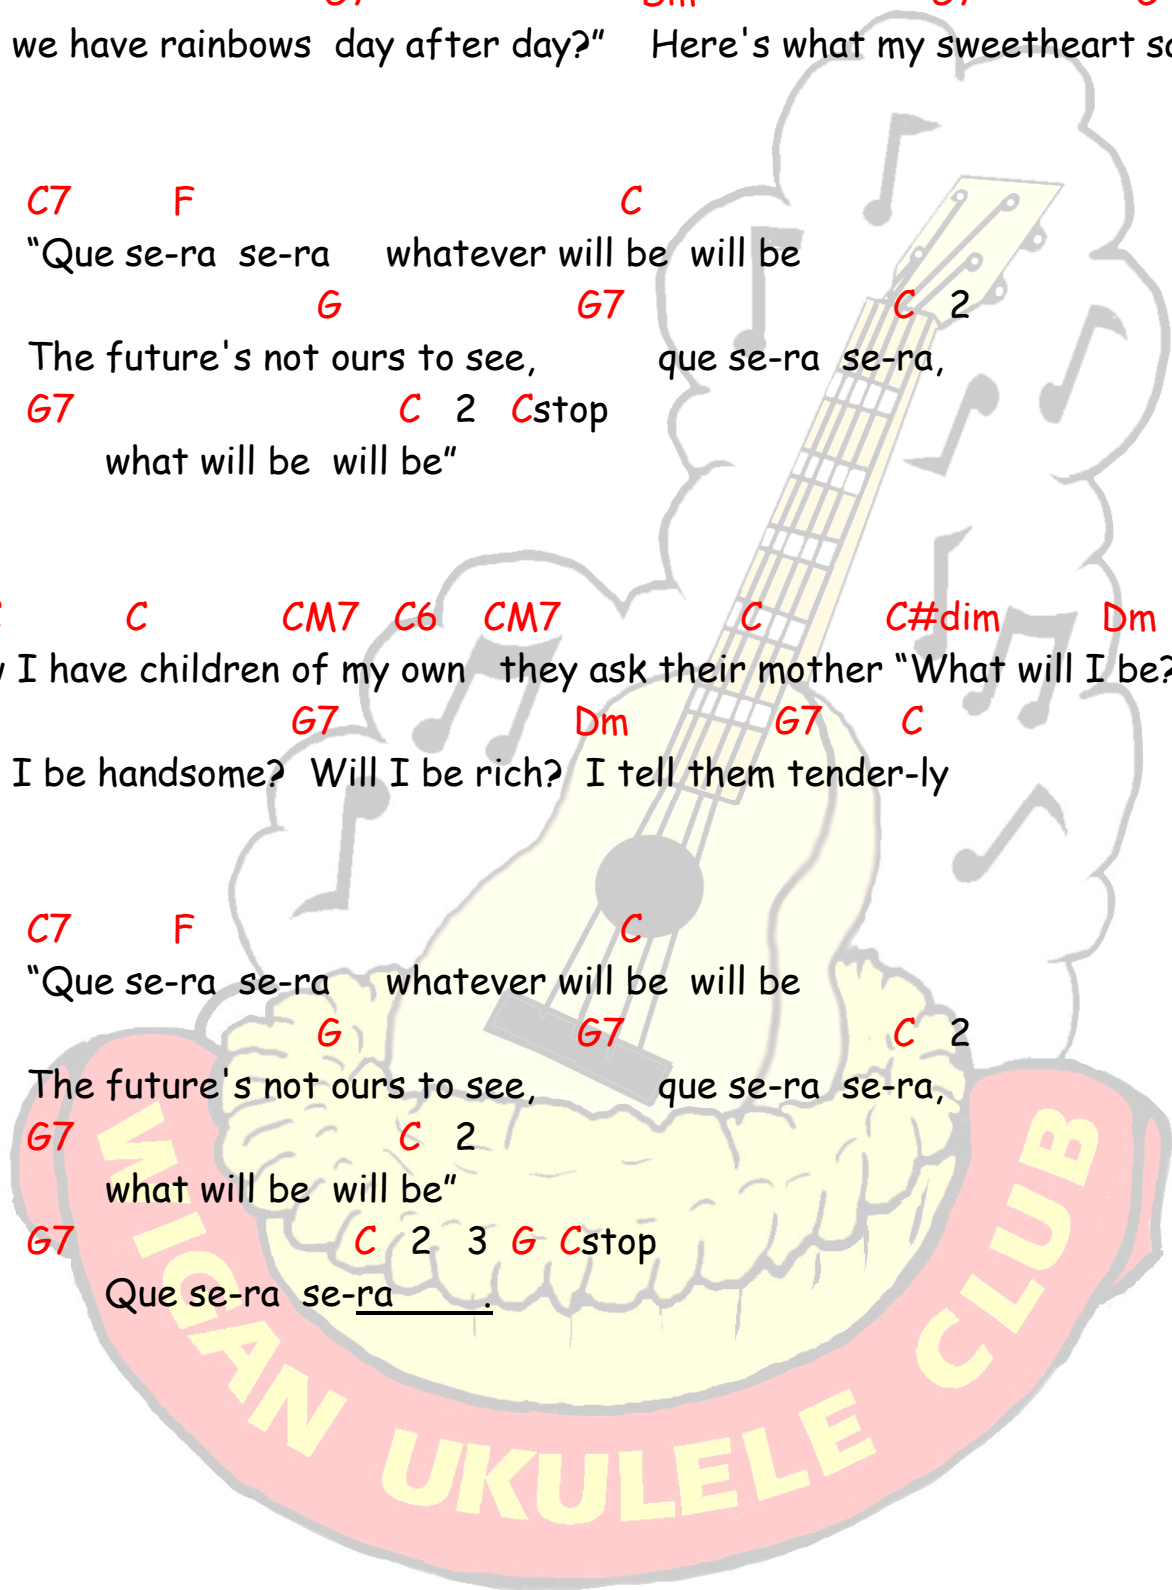 G7 Dm G7
we have rainbows day after day?” Here's what my sweetheart
C7 F C
“Que se-ra se-ra whatever will be will be
G G7 C 2
The future's not ours to see, que se-ra se-ra,
G7 C 2 Cstop
what will be will be”
C CM7 C6 CM7 C C#dim Dm
I have children of my own they ask their mother “What will I be?
G7 Dm G7 C
I be handsome? Will I be rich? I tell them tender-ly
C7 F C
“Que se-ra se-ra whatever will be will be
G G7 C 2
The future's not ours to see, que se-ra se-ra,
G7 C 2
what will be will be”
G7 C 2 3 G Cstop
Que se-ra se-ra .
WIGAN UKULELE CLUB